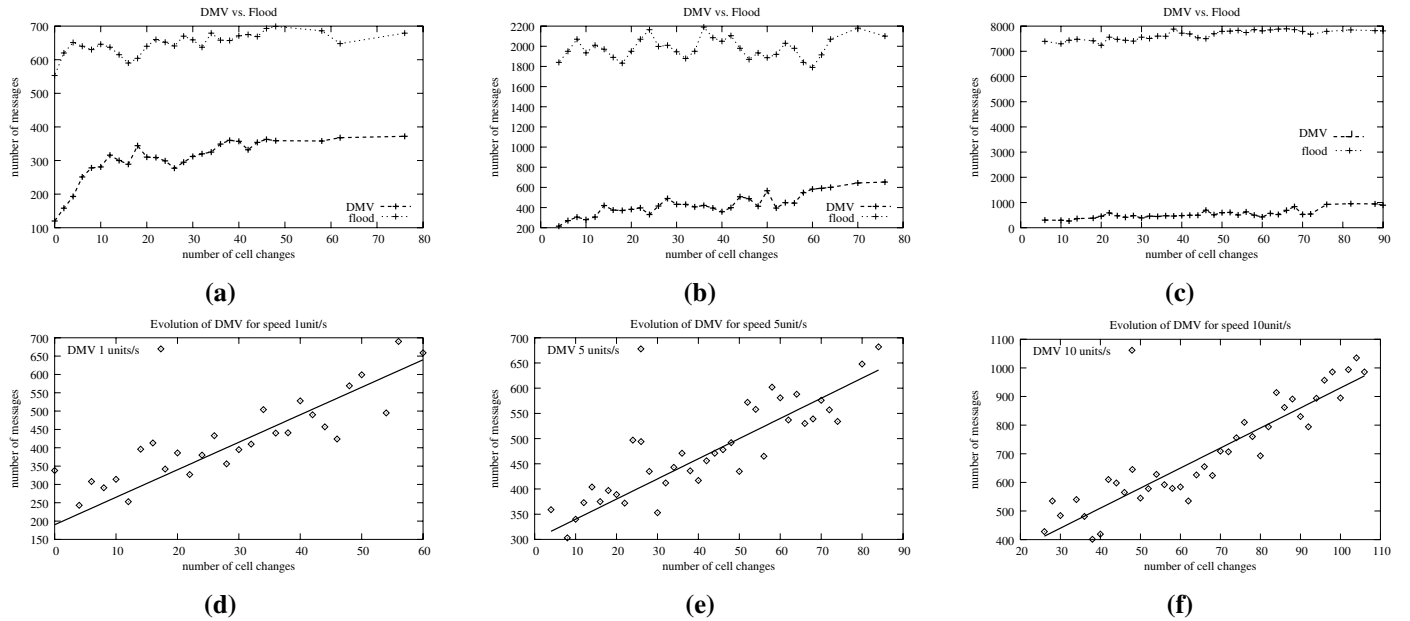 DMV vs. Flood
700
600
500
400
300
200
100
0 10 20 30 40 50 60 70 80
number of messages
number of cell changes
DMV
flood
(a)
DMV vs. Flood
2200
2000
1800
1600
1400
1200
1000
800
600
400
200
0 10 20 30 40 50 60 70 80
number of messages
number of cell changes
DMV
flood
(b)
DMV vs. Flood
8000
7000
6000
5000
4000
3000
2000
1000
0
0 10 20 30 40 50 60 70 80 90
number of messages
number of cell changes
DMV
flood
(c)
Evolution of DMV for speed 1unit/s
DMV 1 units/s
700
650
600
550
500
450
400
350
300
250
200
150
0 10 20 30 40 50 60
number of messages
number of cell changes
(d)
Evolution of DMV for speed 5unit/s
DMV 5 units/s
700
650
600
550
500
450
400
350
300
0 10 20 30 40 50 60 70 80 90
number of messages
number of cell changes
(e)
Evolution of DMV for speed 10unit/s
DMV 10 units/s
1100
1000
900
800
700
600
500
400
20 30 40 50 60 70 80 90 100 110
number of messages
number of cell changes
(f)